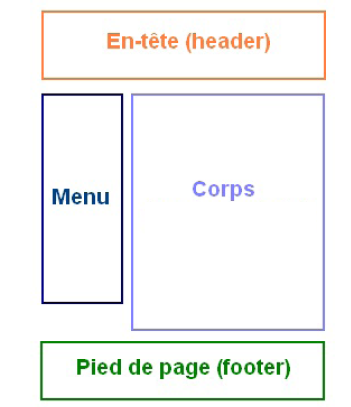 En-tête (header)
Menu
Corps
Pied de page (footer)